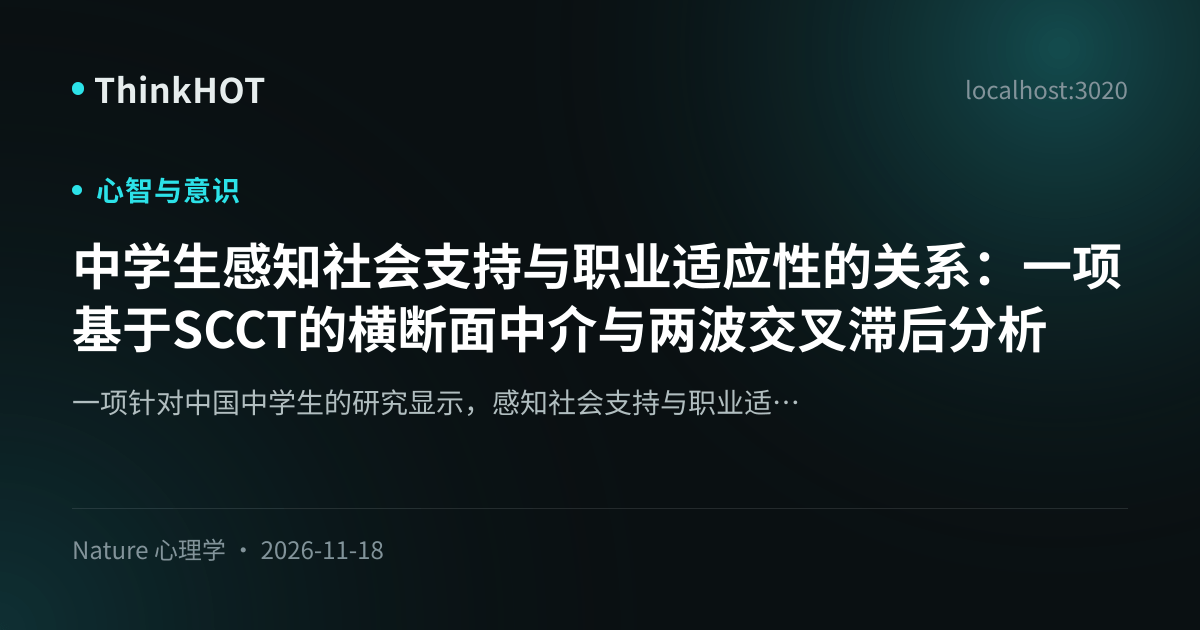 ThinkHOT
localhost:3020
心智与意识
中学生感知社会支持与职业适应性的关系：一项
基于SCCT的横断面中介与两波交叉滞后分析
一项针对中国中学生的研究显示，感知社会支持与职业适…
Nature 心理学 · 2026-11-18